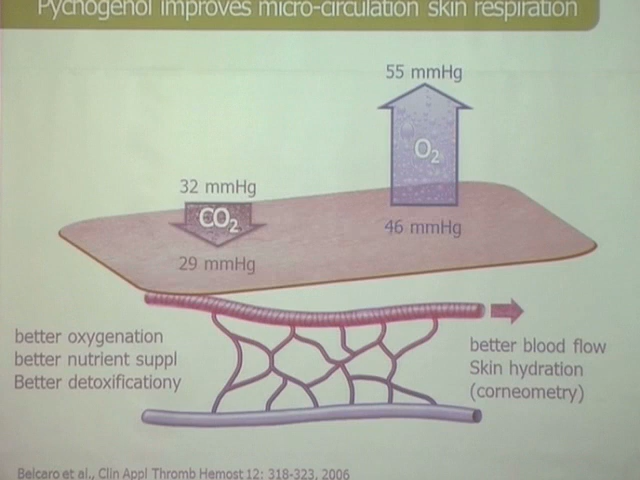 Pychogenol improves micro-circulation skin respiration
55 mmHg
O2
32 mmHg
CO2
46 mmHg
29 mmHg
better oxygenation
better nutrient suppl
Better detoxificationy
better blood flow
Skin hydration
(corneometry)
Belcaro et al., Clin Appl Thromb Hemost 12: 318-323, 2006